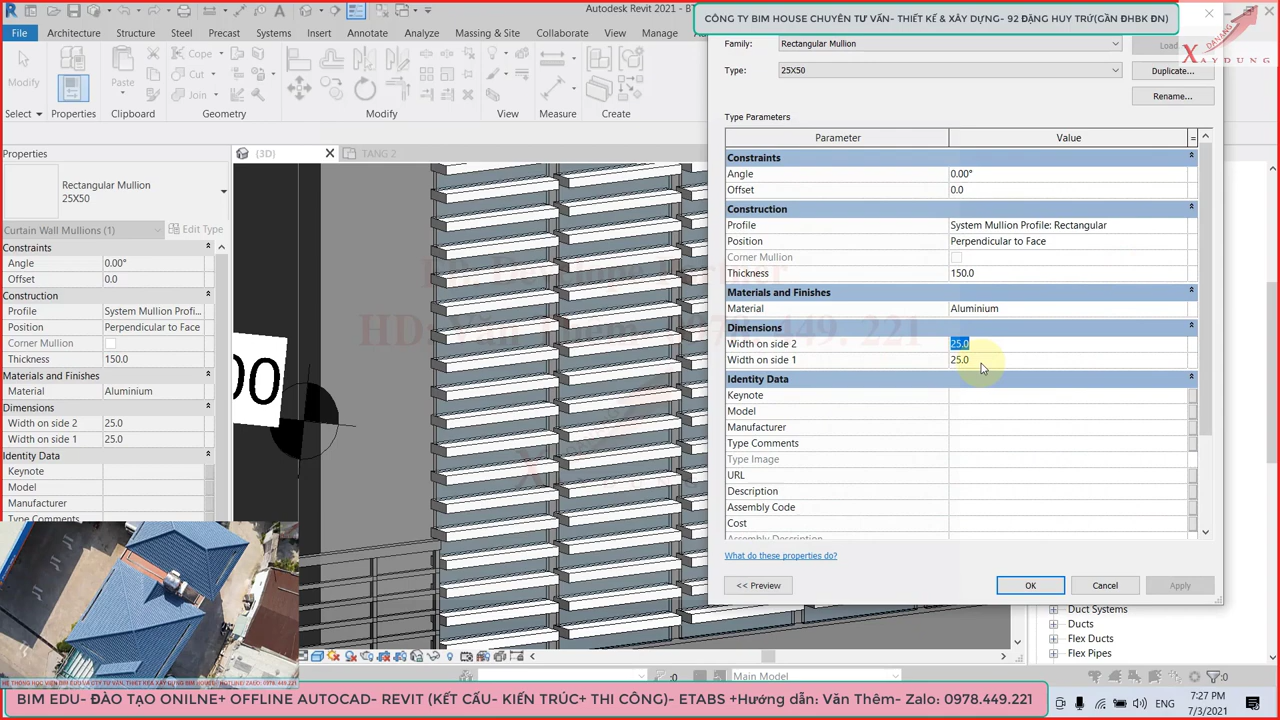 Autodesk Revit 2021 - BT
CÔNG TY BIM HOUSE CHUYÊN TƯ VẤN- THIẾT KẾ & XÂY DỰNG- 92 ĐẶNG HUY TRỨ(GẦN ĐHBK ĐN)
DANANG
XAYDUNG
File Architecture Structure Steel Precast Systems Insert Annotate Analyze Massing & Site Collaborate View Manage
Modify
Properties
Paste
Cope
Cut
Join
Select Properties Clipboard Geometry Modify View Measure Create
Properties
(3D)
TANG 2
Rectangular Mullion
25X50
Curtain Wall Mullions (1)
Edit Type
Constraints
Angle 0.00°
Offset 0.0
Construction
Profile System Mullion Profi...
Position Perpendicular to Face
Corner Mullion
Thickness 150.0
Materials and Finishes
Material Aluminium
Dimensions
Width on side 2 25.0
Width on side 1 25.0
Identity Data
Keynote
Model
Manufacturer
Type Comments
Family: Rectangular Mullion
Load
Type: 25X50
Duplicate...
Rename...
Type Parameters
Parameter Value =
Constraints
Angle 0.00°
Offset 0.0
Construction
Profile System Mullion Profile: Rectangular
Position Perpendicular to Face
Corner Mullion
Thickness 150.0
Materials and Finishes
Material Aluminium
Dimensions
Width on side 2 25.0
Width on side 1 25.0
Identity Data
Keynote
Model
Manufacturer
Type Comments
Type Image
URL
Description
Assembly Code
Cost
Assembly Description
What do these properties do?
<< Preview OK Cancel Apply
Duct Systems
Ducts
Flex Ducts
Flex Pipes
:0 Main Model :0
BIM EDU- ĐÀO TẠO ONILNE+ OFFLINE AUTOCAD- REVIT (KẾT CẤU- KIẾN TRÚC+ THI CÔNG)- ETABS +Hướng dẫn: Văn Thêm- Zalo: 0978.449.221
ENG
7:27 PM
7/3/2021